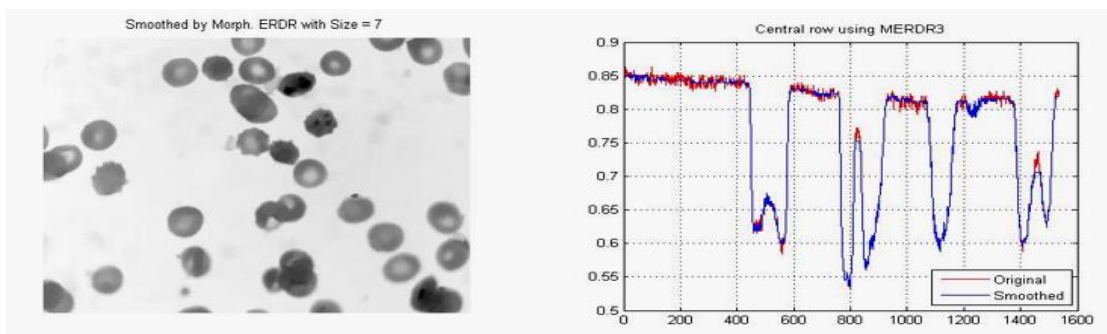 Smoothed by Morph. ERDR with Size = 7
Central row using MERDR3
0.9
0.85
0.8
0.75
0.7
0.65
0.6
0.55
0.5
0 200 400 600 800 1000 1200 1400 1600
Original
Smoothed